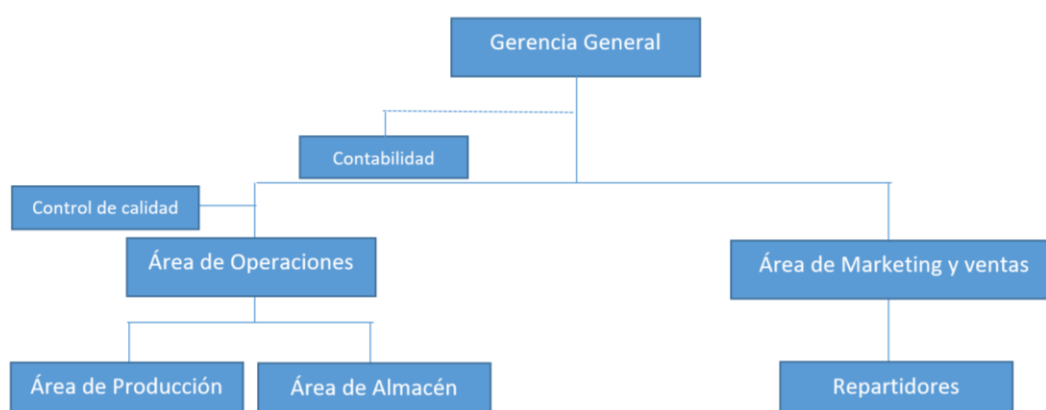 Gerencia General
Contabilidad
Control de calidad
Área de Operaciones
Área de Marketing y ventas
Área de Producción
Área de Almacén
Repartidores